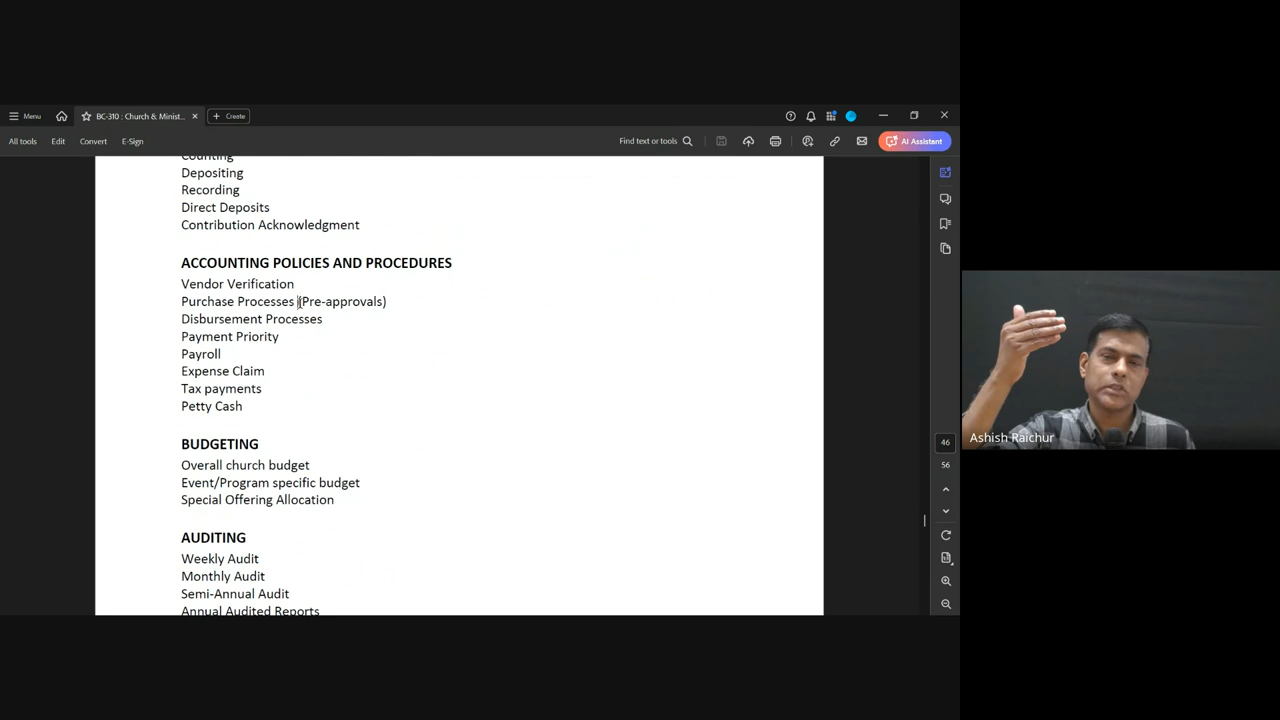 Menu
BC-310 : Church & Minist...
Create
All tools
Edit
Convert
E-Sign
Find text or tools
AI Assistant
Counting
Depositing
Recording
Direct Deposits
Contribution Acknowledgment
ACCOUNTING POLICIES AND PROCEDURES
Vendor Verification
Purchase Processes (Pre-approvals)
Disbursement Processes
Payment Priority
Payroll
Expense Claim
Tax payments
Petty Cash
BUDGETING
Overall church budget
Event/Program specific budget
Special Offering Allocation
AUDITING
Weekly Audit
Monthly Audit
Semi-Annual Audit
Annual Audited Reports
46
56
Ashish Raichur